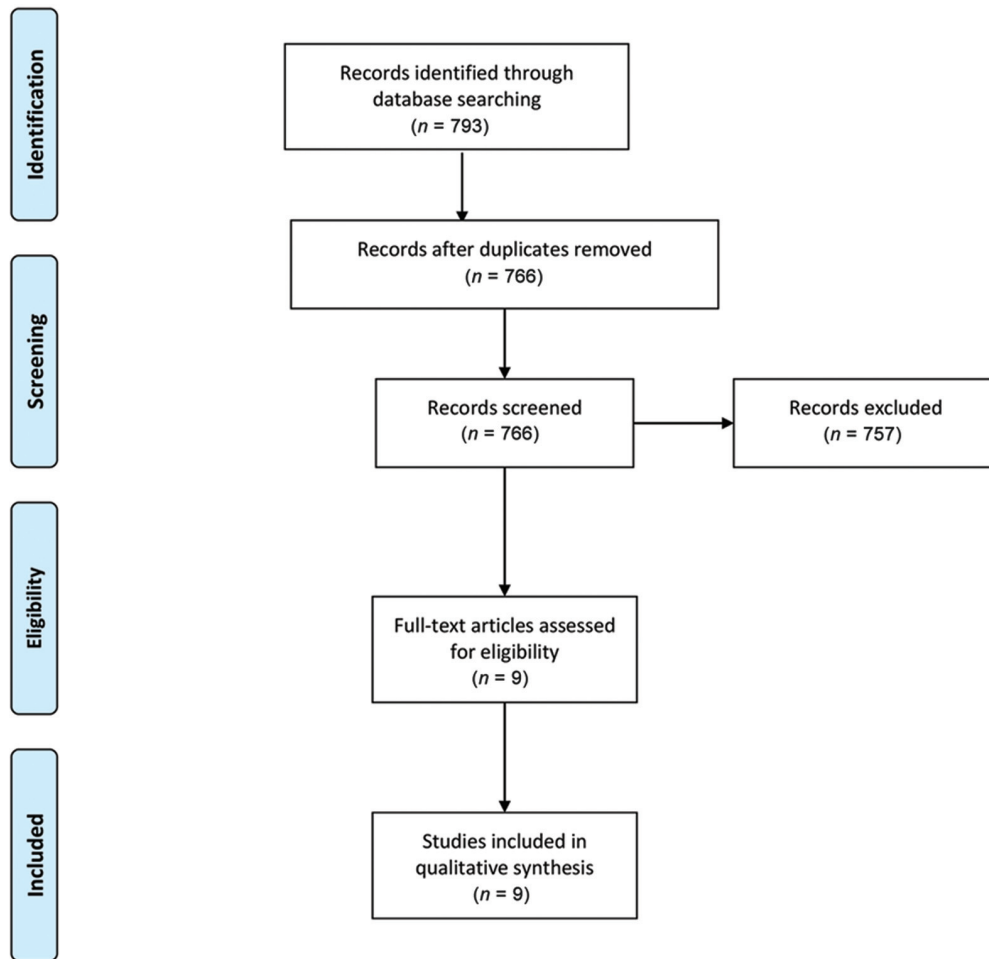 Identification
Records identified through
database searching
(n = 793)
Records after duplicates removed
(n = 766)
Screening
Records screened
(n = 766)
Records excluded
(n = 757)
Eligibility
Full-text articles assessed
for eligibility
(n = 9)
Included
Studies included in
qualitative synthesis
(n = 9)